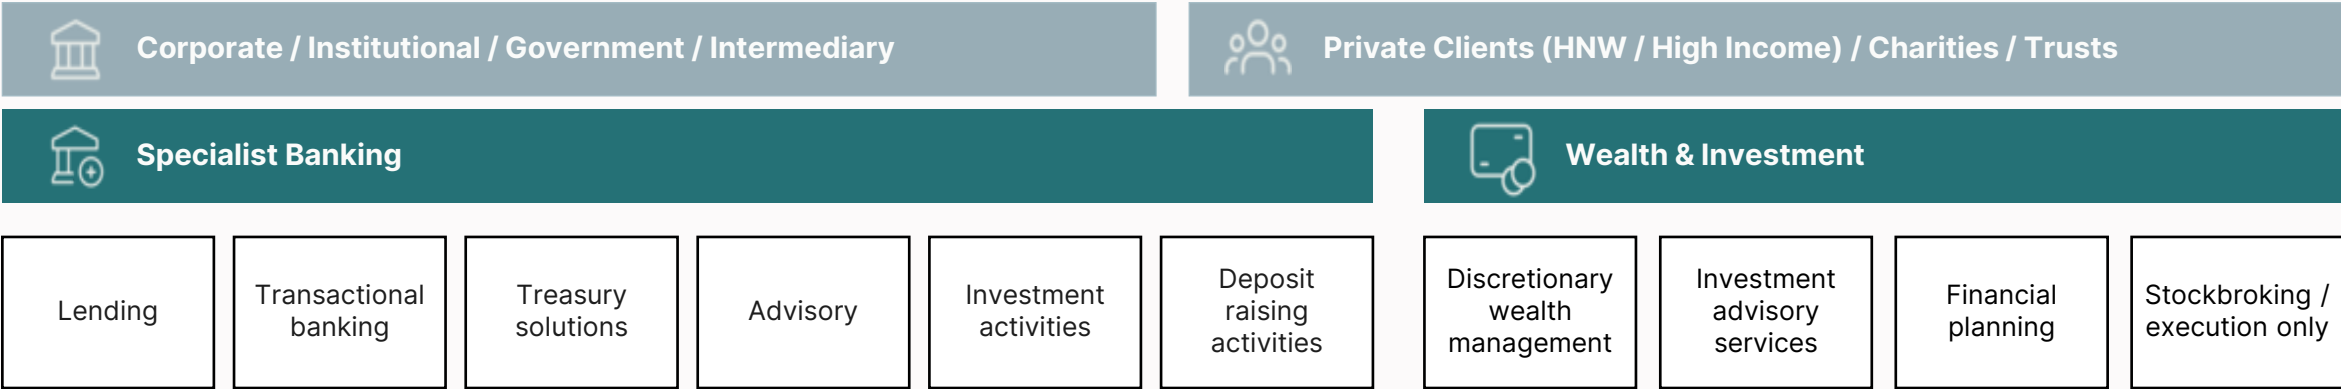 Corporate / Institutional / Government / Intermediary
Private Clients (HNW / High Income) / Charities / Trusts
Specialist Banking
Wealth & Investment
Lending
Transactional
banking
Treasury
solutions
Advisory
Investment
activities
Deposit
raising
activities
Discretionary
wealth
management
Investment
advisory
services
Financial
planning
Stockbroking /
execution only